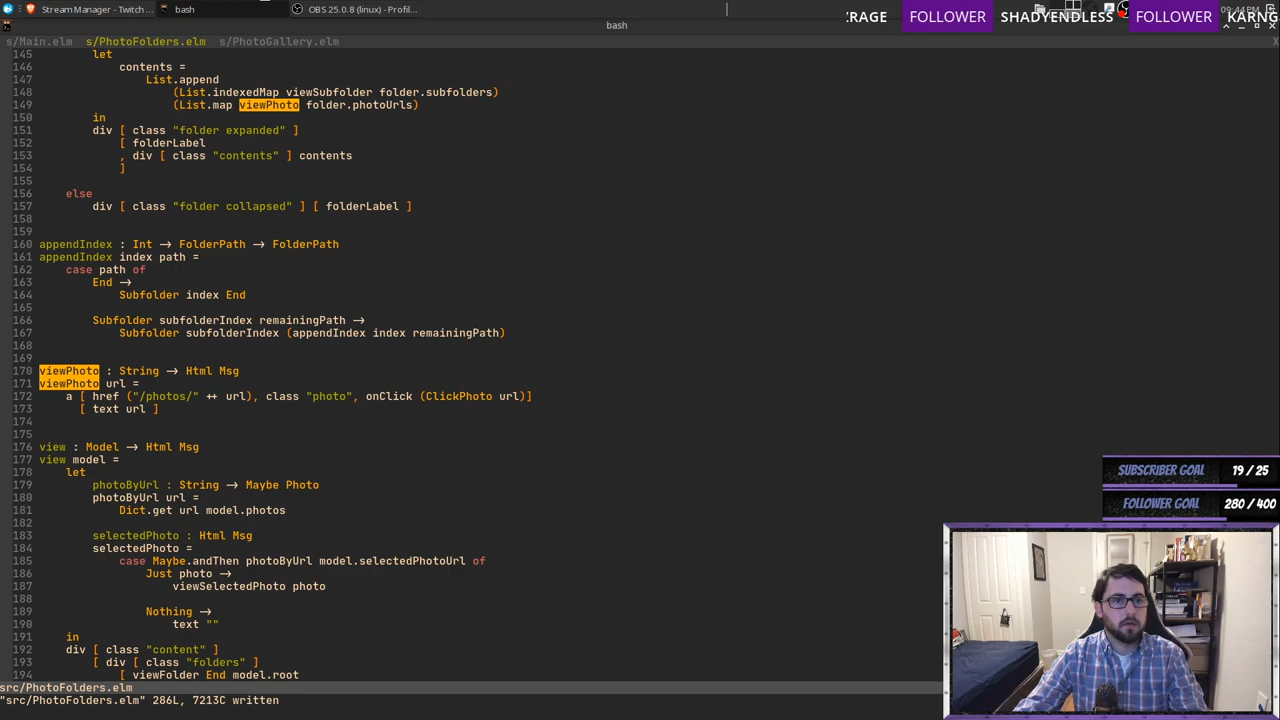 Stream Manager - Twitch ...
bash
OBS 25.0.8 (linux) - Profil...
bash
:RAGE
FOLLOWER
SHADYENDLESS
FOLLOWER
KARNG
s/Main.elm s/PhotoFolders.elm s/PhotoGallery.elm
X
145 let
146 contents =
147 List.append
148 (List.indexedMap viewSubfolder folder.subfolders)
149 (List.map viewPhoto folder.photoUrls)
150 in
151 div [ class "folder expanded" ]
152 [ folderLabel
153 , div [ class "contents" ] contents
154 ]
155
156 else
157 div [ class "folder collapsed" ] [ folderLabel ]
158
159
160 appendIndex : Int → FolderPath → FolderPath
161 appendIndex index path =
162 case path of
163 End →
164 Subfolder index End
165
166 Subfolder subfolderIndex remainingPath →
167 Subfolder subfolderIndex (appendIndex index remainingPath)
168
169
170 viewPhoto : String → Html Msg
171 viewPhoto url =
172 a [ href ("/photos/" ++ url), class "photo", onClick (ClickPhoto url)]
173 [ text url ]
174
175
176 view : Model → Html Msg
177 view model =
178 let
179 photoByUrl : String → Maybe Photo
180 photoByUrl url =
181 Dict.get url model.photos
182
183 selectedPhoto : Html Msg
184 selectedPhoto =
185 case Maybe.andThen photoByUrl model.selectedPhotoUrl of
186 Just photo →
187 viewSelectedPhoto photo
188
189 Nothing →
190 text ""
191 in
192 div [ class "content" ]
193 [ div [ class "folders" ]
194 [ viewFolder End model.root
src/PhotoFolders.elm
"src/PhotoFolders.elm" 286L, 7213C written
SUBSCRIBER GOAL 19 / 25
FOLLOWER GOAL 280 / 400